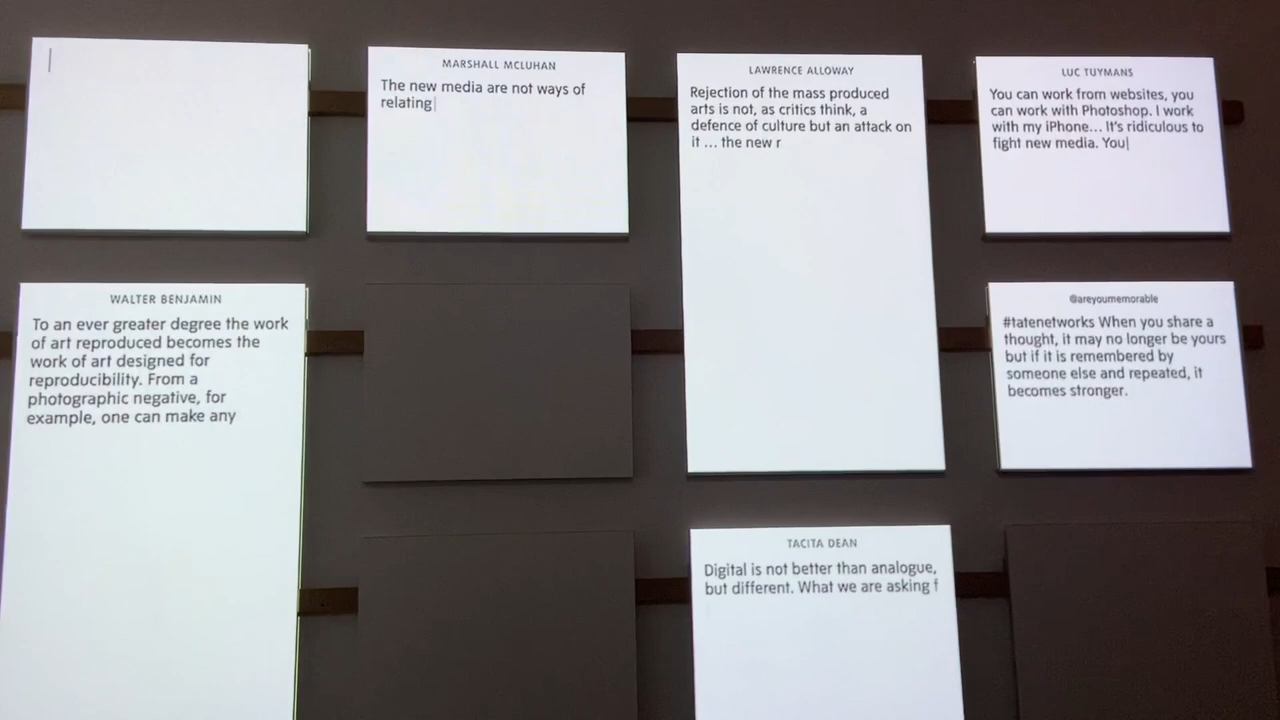 MARSHALL MCLUHAN
The new media are not ways of
relating
LAWRENCE ALLOWAY
Rejection of the mass produced
arts is not, as critics think, a
defence of culture but an attack on
it ... the new r
LUC TUYMANS
You can work from websites, you
can work with Photoshop. I work
with my iPhone... It's ridiculous to
fight new media. You
WALTER BENJAMIN
To an ever greater degree the work
of art reproduced becomes the
work of art designed for
reproducibility. From a
photographic negative, for
example, one can make any
@areyoumemorable
#tatenetworks When you share a
thought, it may no longer be yours
but if it is remembered by
someone else and repeated, it
becomes stronger.
TACITA DEAN
Digital is not better than analogue,
but different. What we are asking f